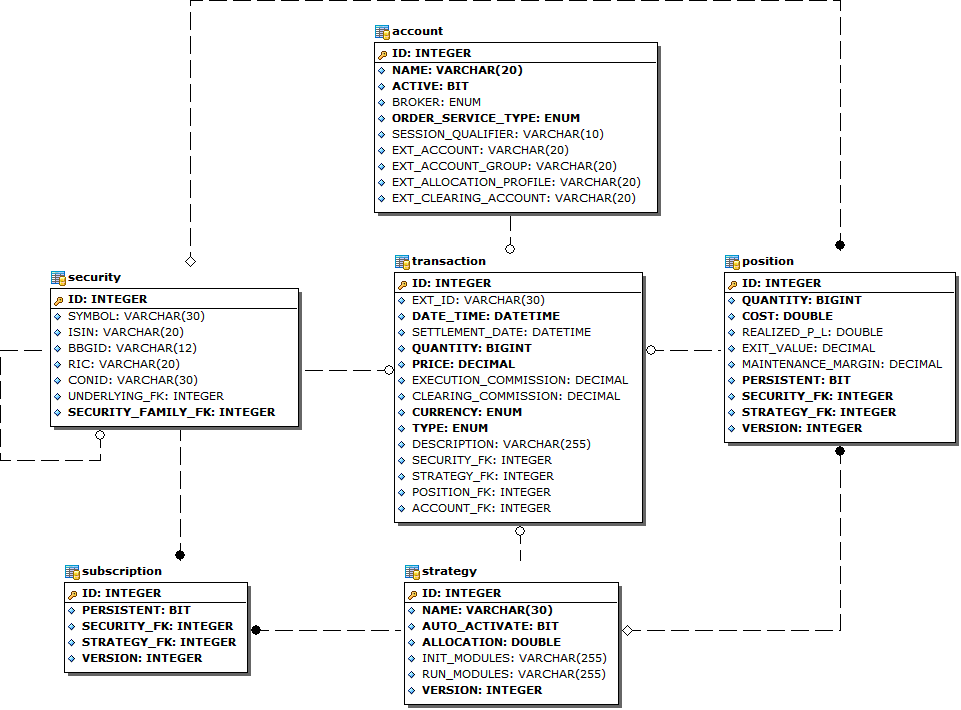 account
ID: INTEGER
NAME: VARCHAR(20)
ACTIVE: BIT
BROKER: ENUM
ORDER_SERVICE_TYPE: ENUM
SESSION_QUALIFIER: VARCHAR(10)
EXT_ACCOUNT: VARCHAR(20)
EXT_ACCOUNT_GROUP: VARCHAR(20)
EXT_ALLOCATION_PROFILE: VARCHAR(20)
EXT_CLEARING_ACCOUNT: VARCHAR(20)
security
ID: INTEGER
SYMBOL: VARCHAR(30)
ISIN: VARCHAR(20)
BBGID: VARCHAR(12)
RIC: VARCHAR(20)
CONID: VARCHAR(30)
UNDERLYING_FK: INTEGER
SECURITY_FAMILY_FK: INTEGER
transaction
ID: INTEGER
EXT_ID: VARCHAR(30)
DATE_TIME: DATETIME
SETTLEMENT_DATE: DATETIME
QUANTITY: BIGINT
PRICE: DECIMAL
EXECUTION_COMMISSION: DECIMAL
CLEARING_COMMISSION: DECIMAL
CURRENCY: ENUM
TYPE: ENUM
DESCRIPTION: VARCHAR(255)
SECURITY_FK: INTEGER
STRATEGY_FK: INTEGER
POSITION_FK: INTEGER
ACCOUNT_FK: INTEGER
position
ID: INTEGER
QUANTITY: BIGINT
COST: DOUBLE
REALIZED_P_L: DOUBLE
EXIT_VALUE: DECIMAL
MAINTENANCE_MARGIN: DECIMAL
PERSISTENT: BIT
SECURITY_FK: INTEGER
STRATEGY_FK: INTEGER
VERSION: INTEGER
subscription
ID: INTEGER
PERSISTENT: BIT
SECURITY_FK: INTEGER
STRATEGY_FK: INTEGER
VERSION: INTEGER
strategy
ID: INTEGER
NAME: VARCHAR(30)
AUTO_ACTIVATE: BIT
ALLOCATION: DOUBLE
INIT_MODULES: VARCHAR(255)
RUN_MODULES: VARCHAR(255)
VERSION: INTEGER